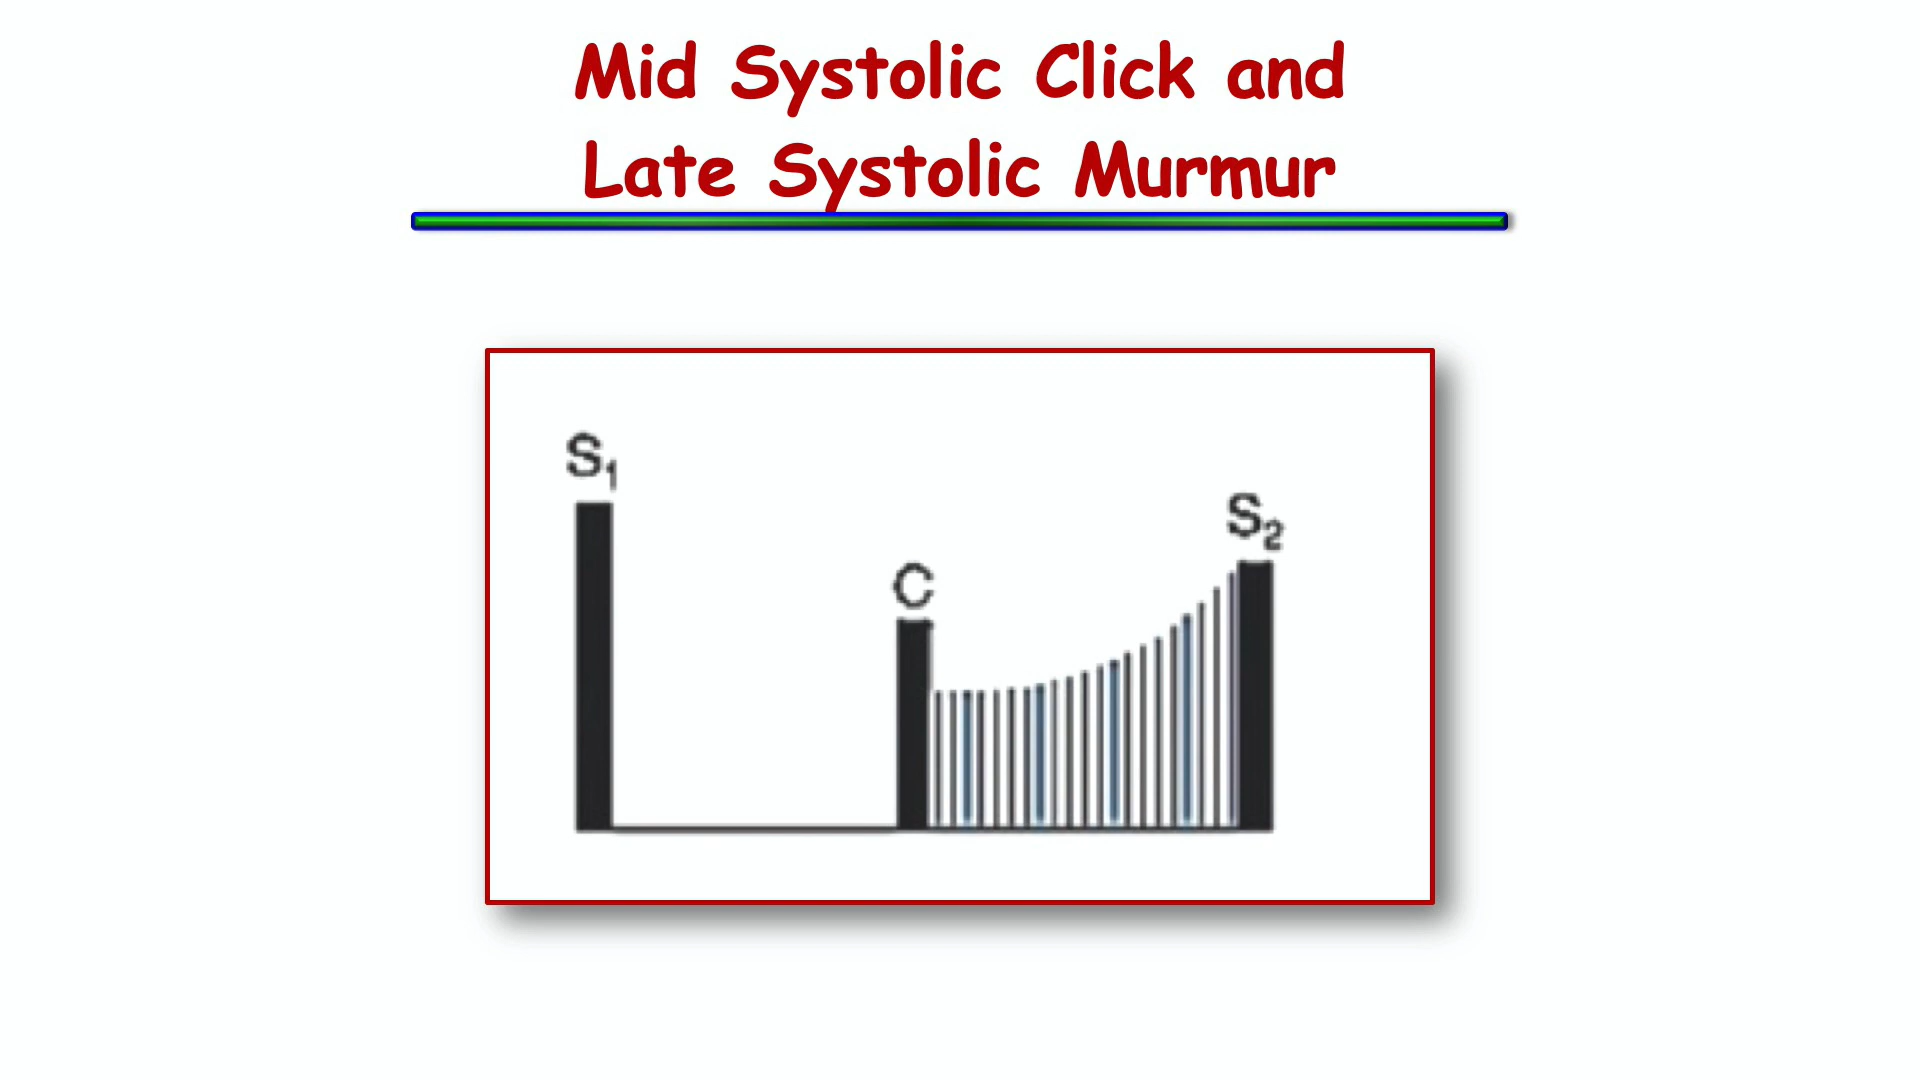 Mid Systolic Click and
Late Systolic Murmur
S₁
C
S₂